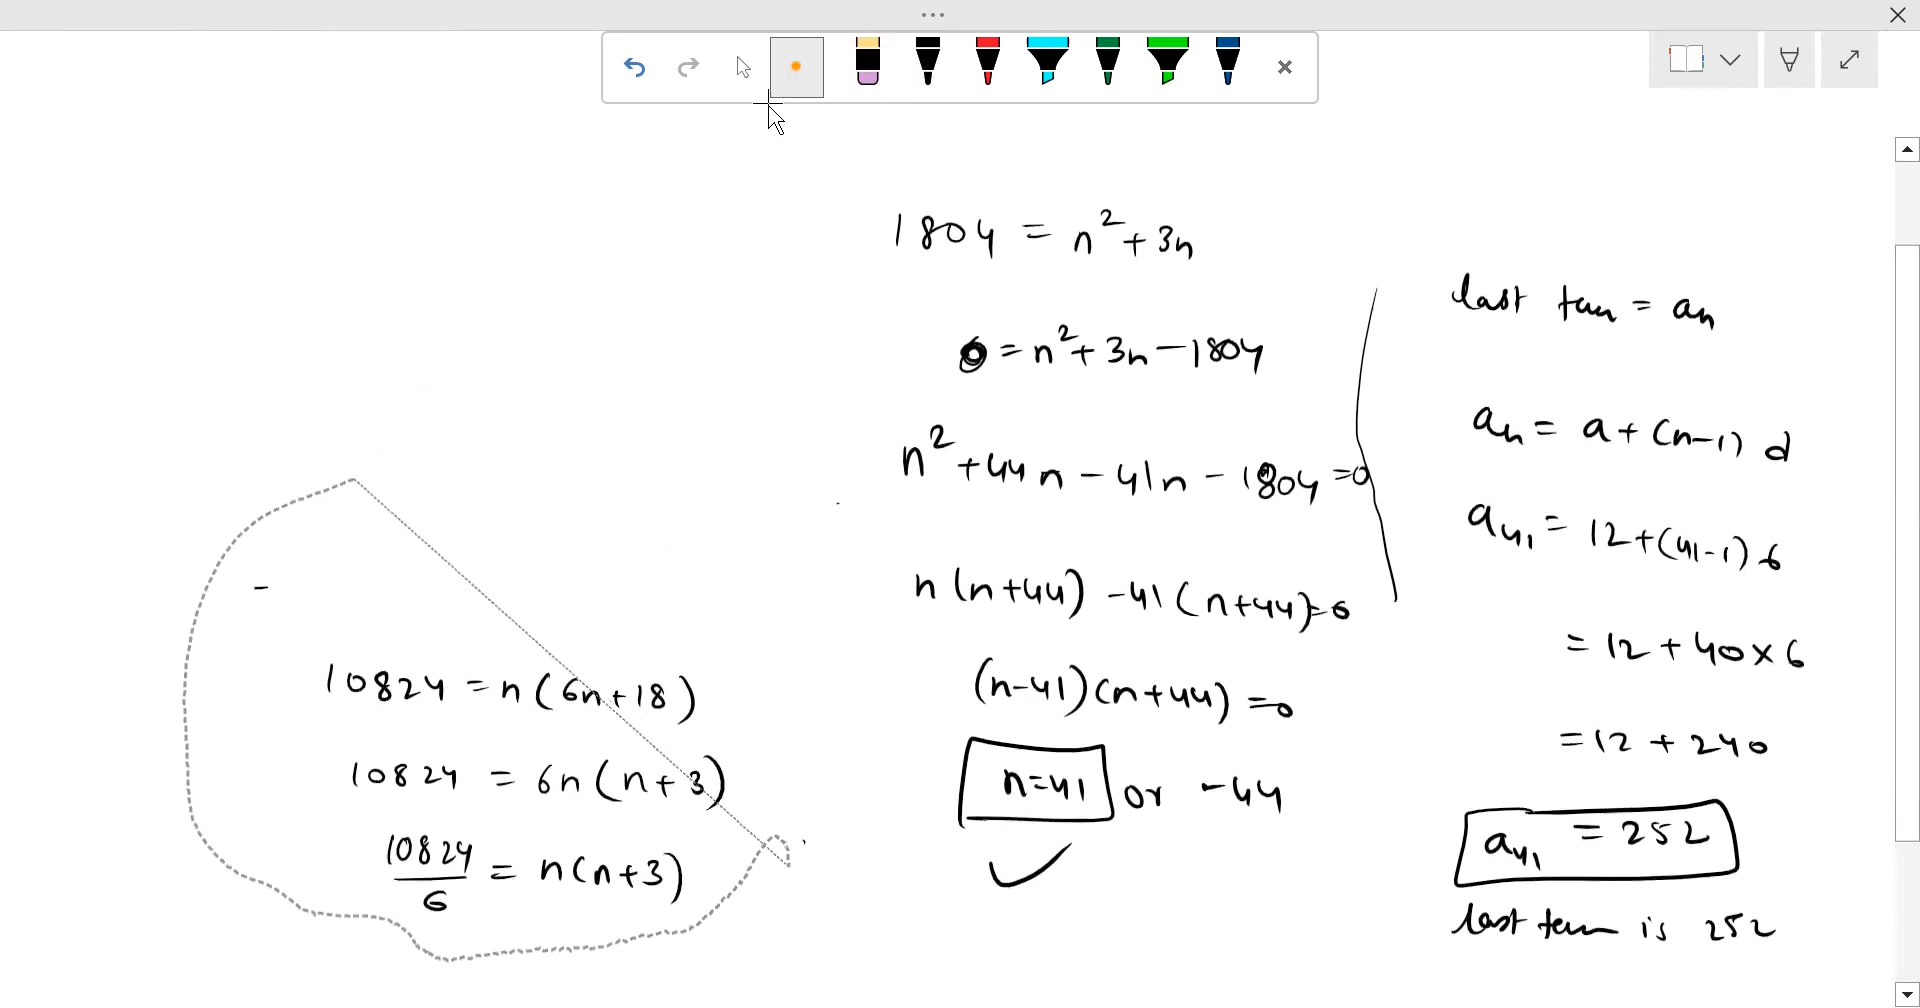 10824 = n(6n+18)
10824 = 6n(n+3)
10824/6 = n(n+3)
1804 = n²+3n
0 = n²+3n-1804
n²+44n-41n-1804=0
n(n+44)-41(n+44)=0
(n-41)(n+44)=0
n=41 or -44
last term = aₙ
aₙ = a+(n-1)d
a₄₁ = 12+(41-1)6
= 12+40×6
= 12+240
a₄₁ = 252
last term is 252